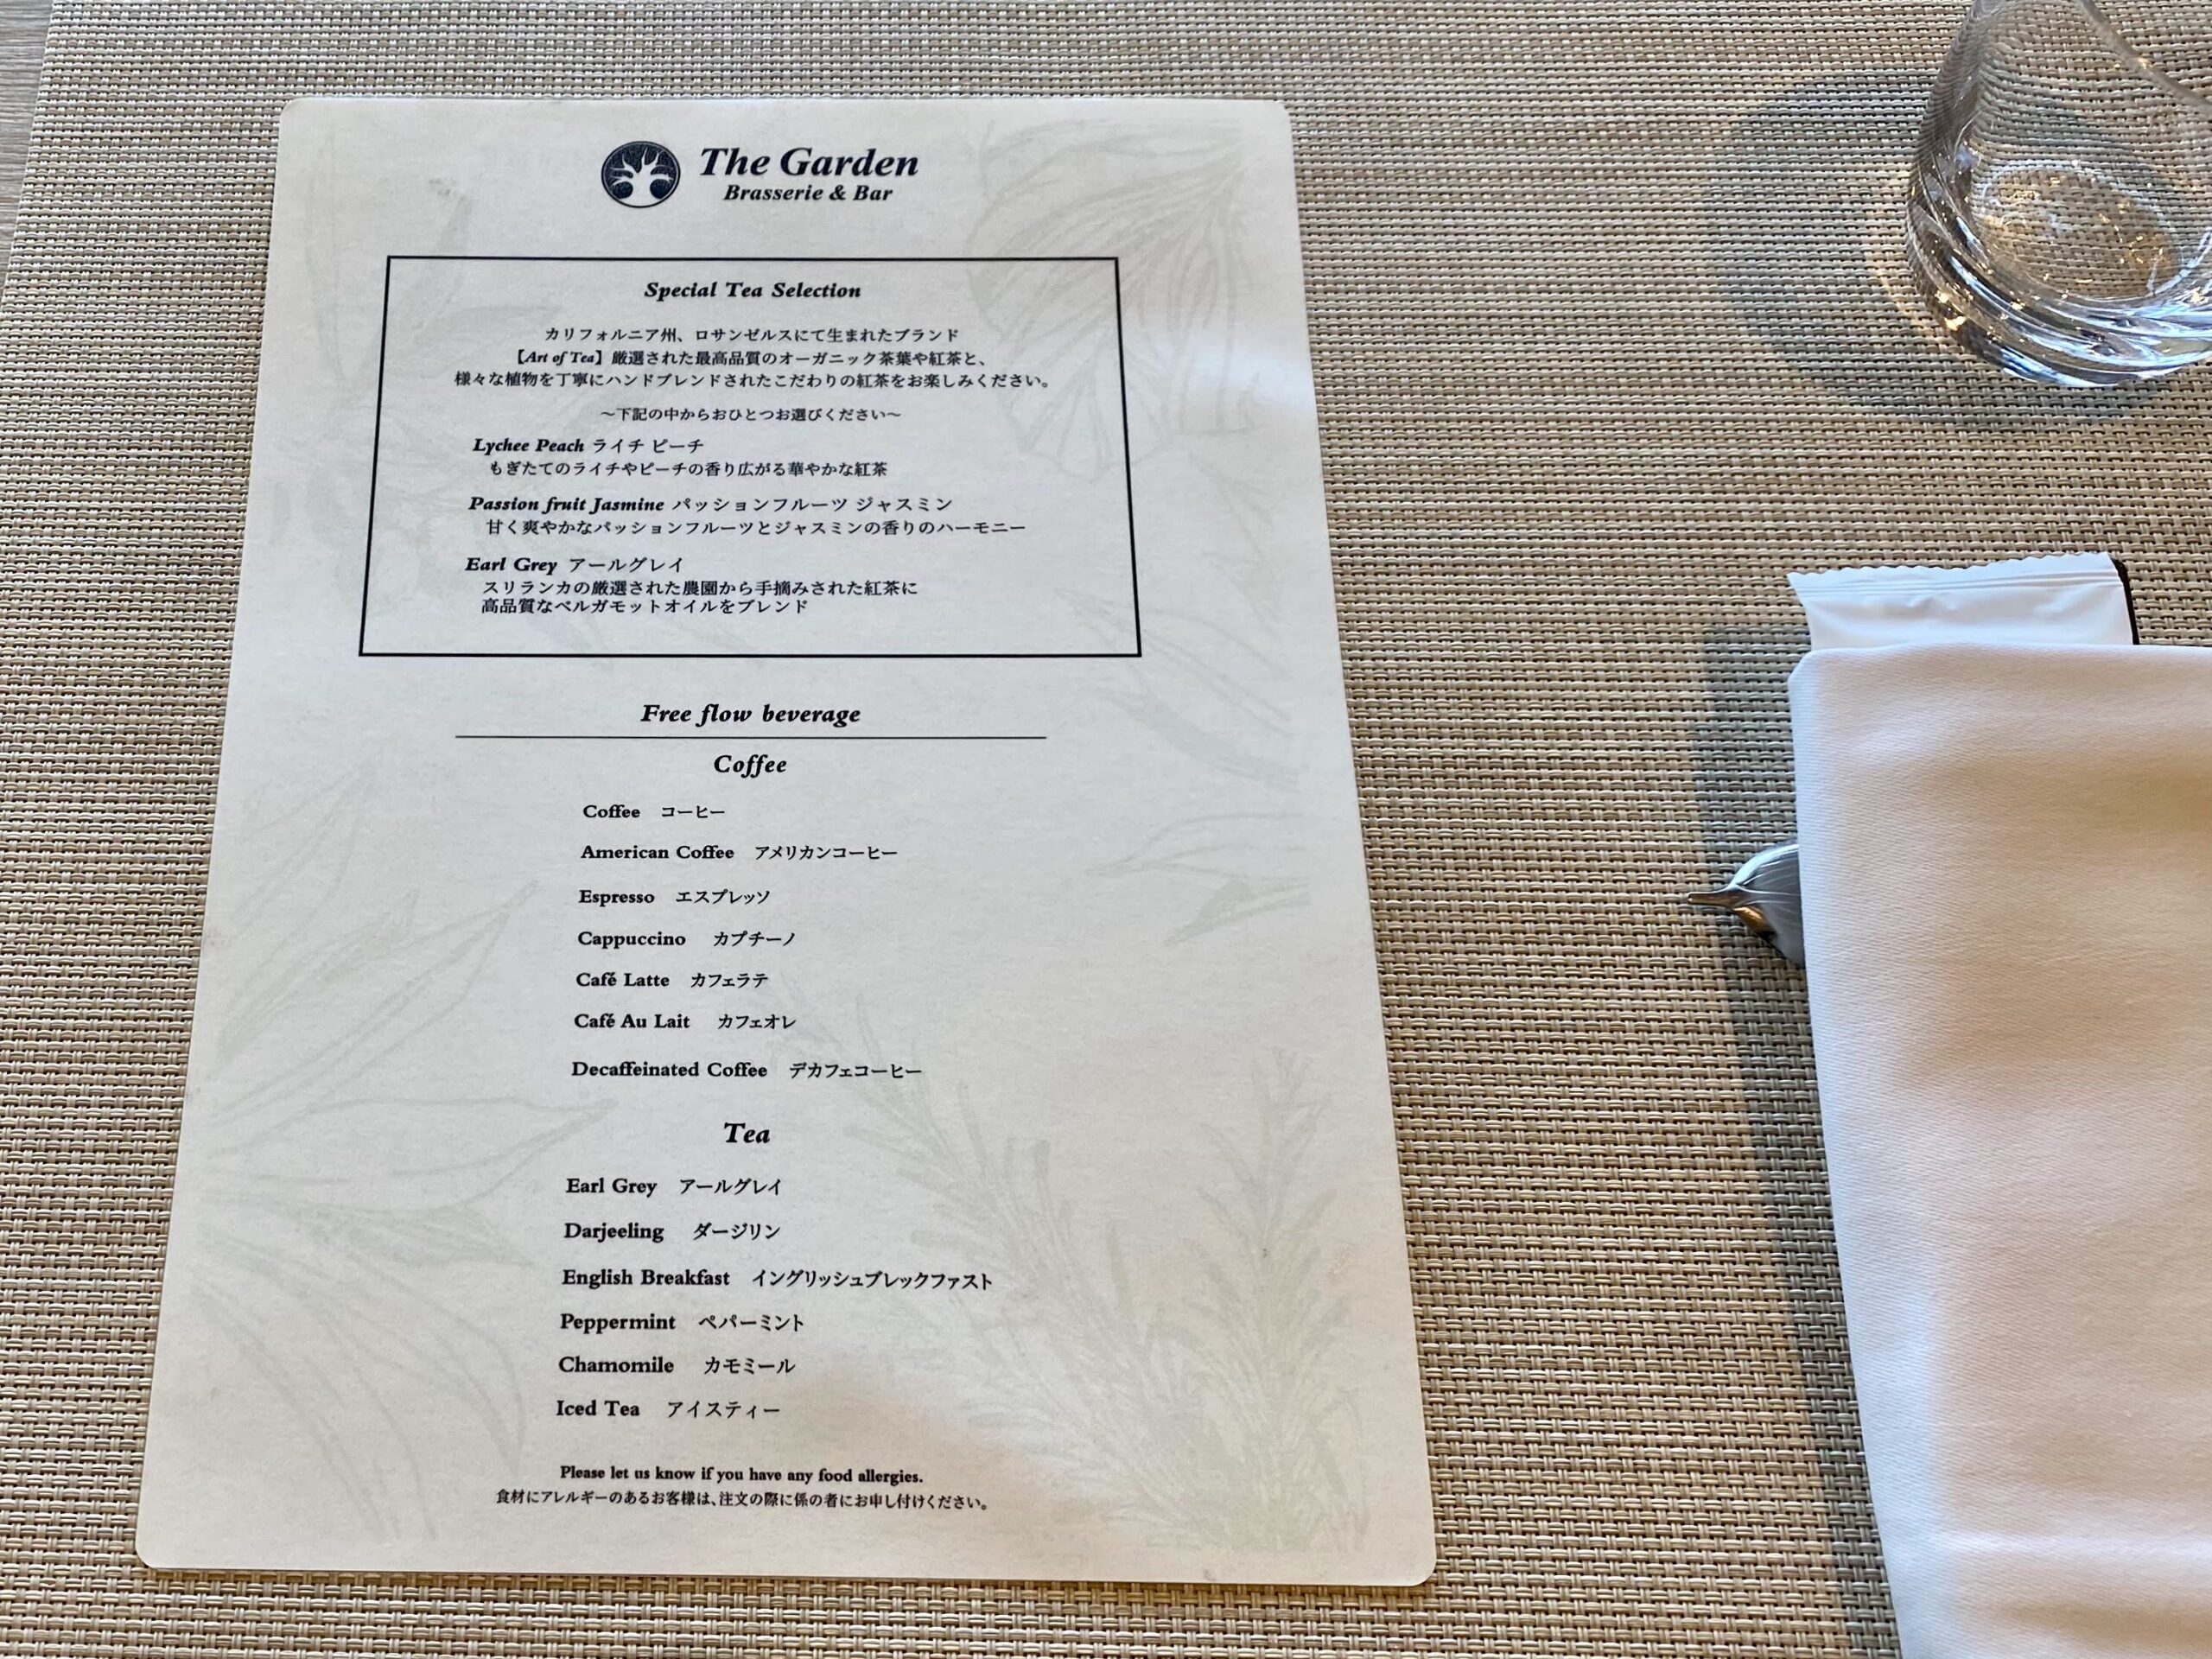 The Garden
Brasserie & Bar
Special Tea Selection
カリフォルニア州、ロサンゼルスにて生まれたブランド
【Art of Tea】厳選された最高品質のオーガニック茶葉や紅茶と、
様々な植物を丁寧にハンドブレンドされたこだわりの紅茶をお楽しみください。
～下記の中からおひとつお選びください～
Lychee Peach ライチ ピーチ
もぎたてのライチやピーチの香り広がる華やかな紅茶
Passion fruit Jasmine パッションフルーツ ジャスミン
甘く爽やかなパッションフルーツとジャスミンの香りのハーモニー
Earl Grey アールグレイ
スリランカの厳選された農園から手摘みされた紅茶に
高品質なベルガモットオイルをブレンド
Free flow beverage
Coffee
Coffee コーヒー
American Coffee アメリカンコーヒー
Espresso エスプレッソ
Cappuccino カプチーノ
Café Latte カフェラテ
Café Au Lait カフェオレ
Decaffeinated Coffee デカフェコーヒー
Tea
Earl Grey アールグレイ
Darjeeling ダージリン
English Breakfast イングリッシュブレックファスト
Peppermint ペパーミント
Chamomile カモミール
Iced Tea アイスティー
Please let us know if you have any food allergies.
食材にアレルギーのあるお客様は、注文の際に係の者にお申し付けください。